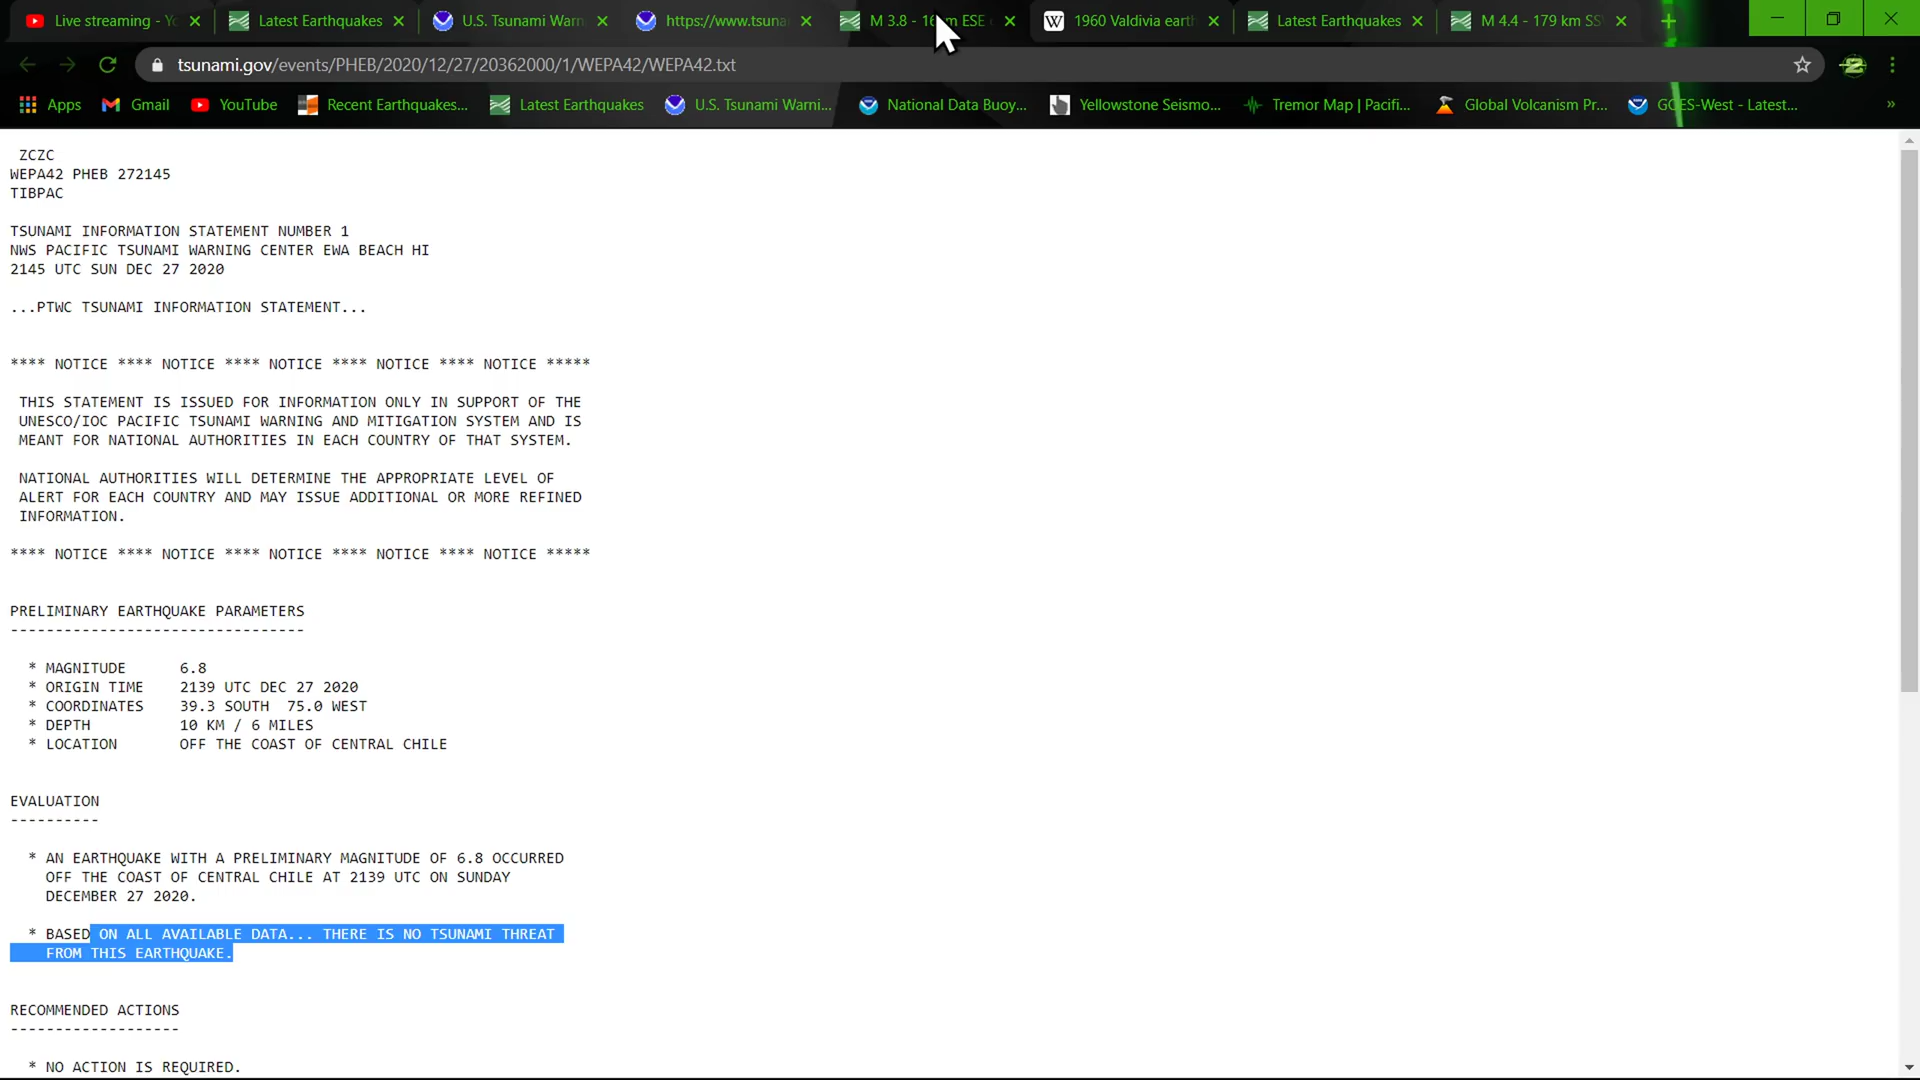 Live streaming - Yo
Latest Earthquakes
U.S. Tsunami Warn
https://www.tsuna
M 3.8 - 16 km ESE
1960 Valdivia earth
Latest Earthquakes
M 4.4 - 179 km SS
tsunami.gov/events/PHEB/2020/12/27/20362000/1/WEPA42/WEPA42.txt
Apps
Gmail
YouTube
Recent Earthquakes...
Latest Earthquakes
U.S. Tsunami Warni...
National Data Buoy...
Yellowstone Seismo...
Tremor Map | Pacifi...
Global Volcanism Pr...
GOES-West - Latest...
»
ZCZC
WEPA42 PHEB 272145
TIBPAC
TSUNAMI INFORMATION STATEMENT NUMBER 1
NWS PACIFIC TSUNAMI WARNING CENTER EWA BEACH HI
2145 UTC SUN DEC 27 2020
...PTWC TSUNAMI INFORMATION STATEMENT...
**** NOTICE **** NOTICE **** NOTICE **** NOTICE **** NOTICE *****
THIS STATEMENT IS ISSUED FOR INFORMATION ONLY IN SUPPORT OF THE
UNESCO/IOC PACIFIC TSUNAMI WARNING AND MITIGATION SYSTEM AND IS
MEANT FOR NATIONAL AUTHORITIES IN EACH COUNTRY OF THAT SYSTEM.
NATIONAL AUTHORITIES WILL DETERMINE THE APPROPRIATE LEVEL OF
ALERT FOR EACH COUNTRY AND MAY ISSUE ADDITIONAL OR MORE REFINED
INFORMATION.
**** NOTICE **** NOTICE **** NOTICE **** NOTICE **** NOTICE *****
PRELIMINARY EARTHQUAKE PARAMETERS
---------------------------------
* MAGNITUDE 6.8
* ORIGIN TIME 2139 UTC DEC 27 2020
* COORDINATES 39.3 SOUTH 75.0 WEST
* DEPTH 10 KM / 6 MILES
* LOCATION OFF THE COAST OF CENTRAL CHILE
EVALUATION
----------
* AN EARTHQUAKE WITH A PRELIMINARY MAGNITUDE OF 6.8 OCCURRED
OFF THE COAST OF CENTRAL CHILE AT 2139 UTC ON SUNDAY
DECEMBER 27 2020.
* BASED ON ALL AVAILABLE DATA... THERE IS NO TSUNAMI THREAT
FROM THIS EARTHQUAKE.
RECOMMENDED ACTIONS
-------------------
* NO ACTION IS REQUIRED.